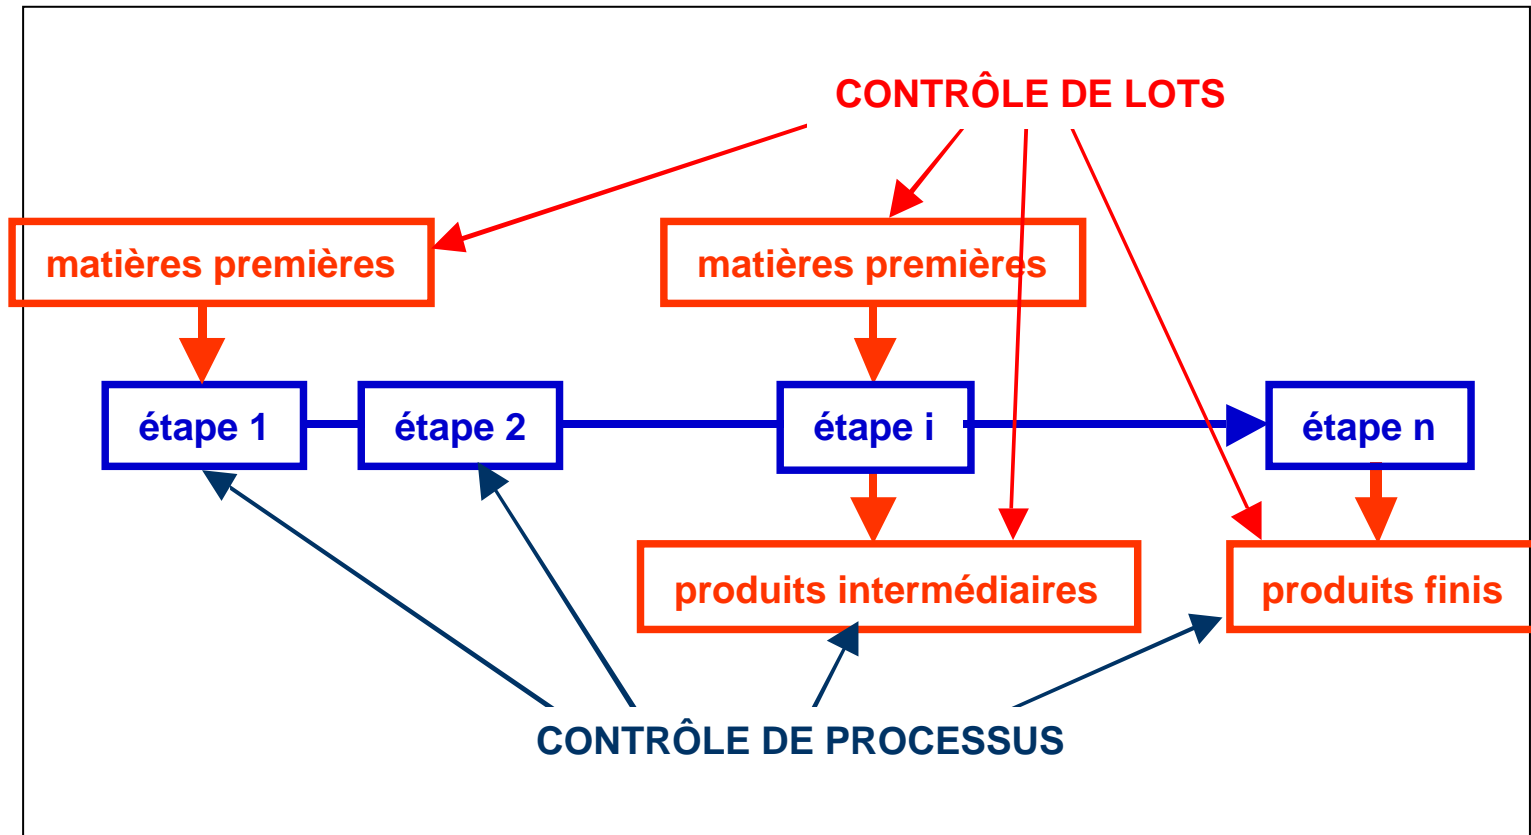 CONTRÔLE DE LOTS
matières premières
matières premières
étape 1
étape 2
étape i
étape n
produits intermédiaires
produits finis
CONTRÔLE DE PROCESSUS